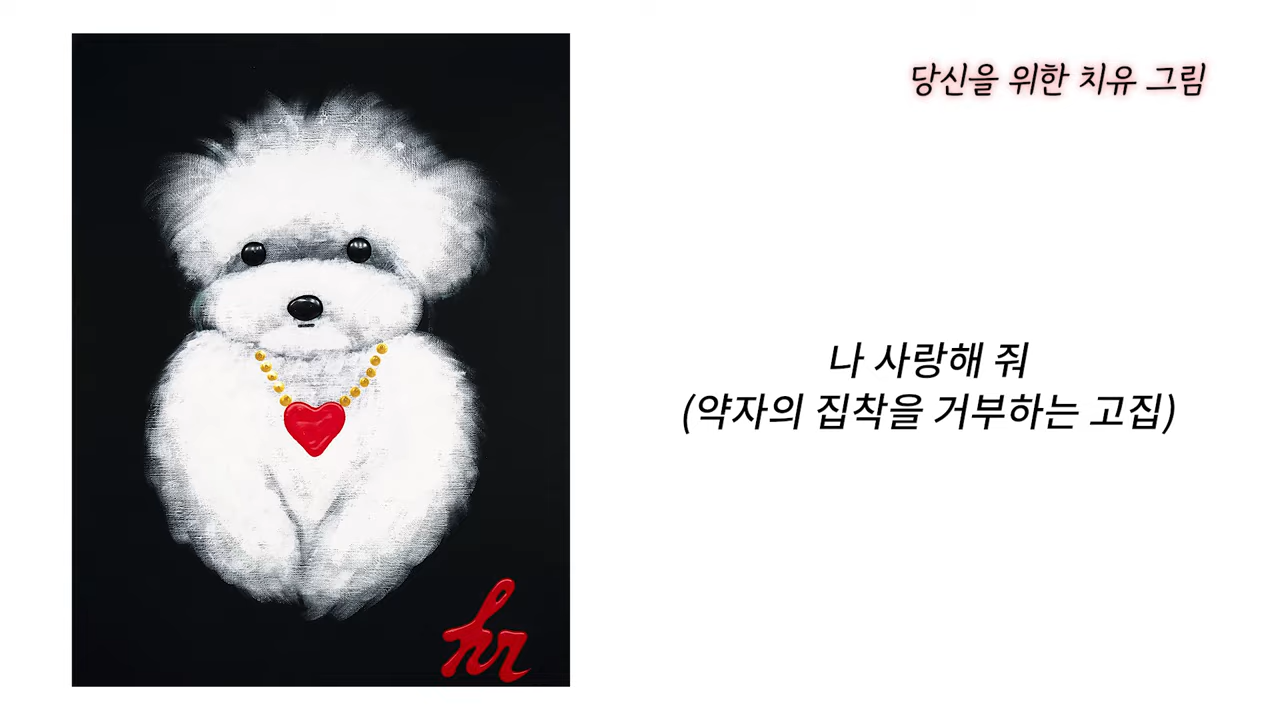 당신을 위한 치유 그림
나 사랑해 줘
(약자의 집착을 거부하는 고집)
hr